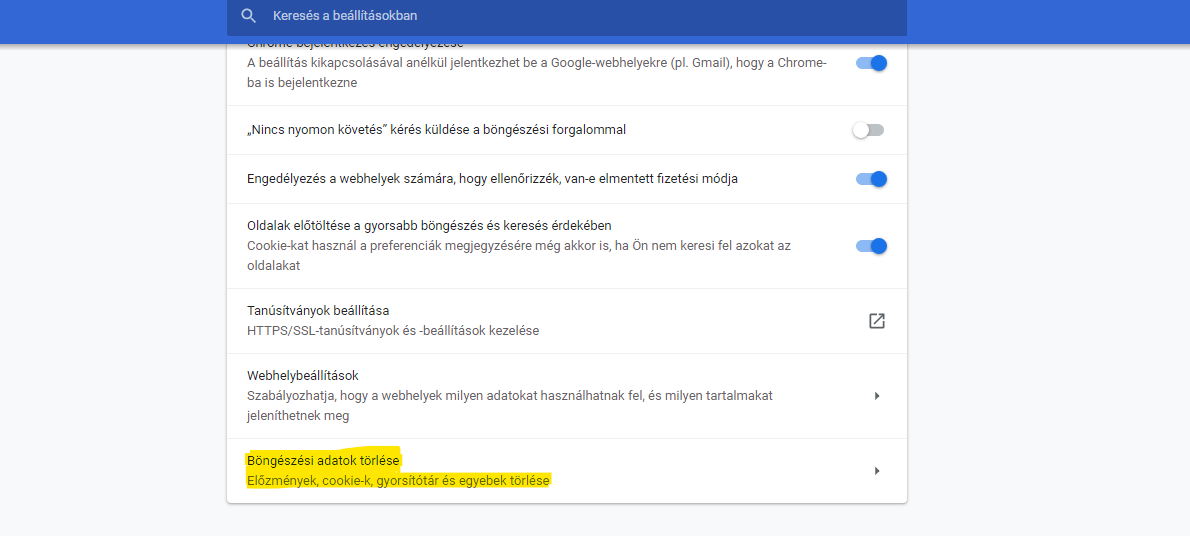 Keresés a beállításokban
Chrome bejelentkezés engedélyezése
A beállítás kikapcsolásával anélkül jelentkezhet be a Google-webhelyekre (pl. Gmail), hogy a Chrome-
ba is bejelentkezne
„Nincs nyomon követés” kérés küldése a böngészési forgalommal
Engedélyezés a webhelyek számára, hogy ellenőrizzék, van-e elmentett fizetési módja
Oldalak előtöltése a gyorsabb böngészés és keresés érdekében
Cookie-kat használ a preferenciák megjegyzésére még akkor is, ha Ön nem keresi fel azokat az
oldalakat
Tanúsítványok beállítása
HTTPS/SSL-tanúsítványok és -beállítások kezelése
Webhelybeállítások
Szabályozhatja, hogy a webhelyek milyen adatokat használhatnak fel, és milyen tartalmakat
jeleníthetnek meg
Böngészési adatok törlése
Előzmények, cookie-k, gyorsítótár és egyebek törlése